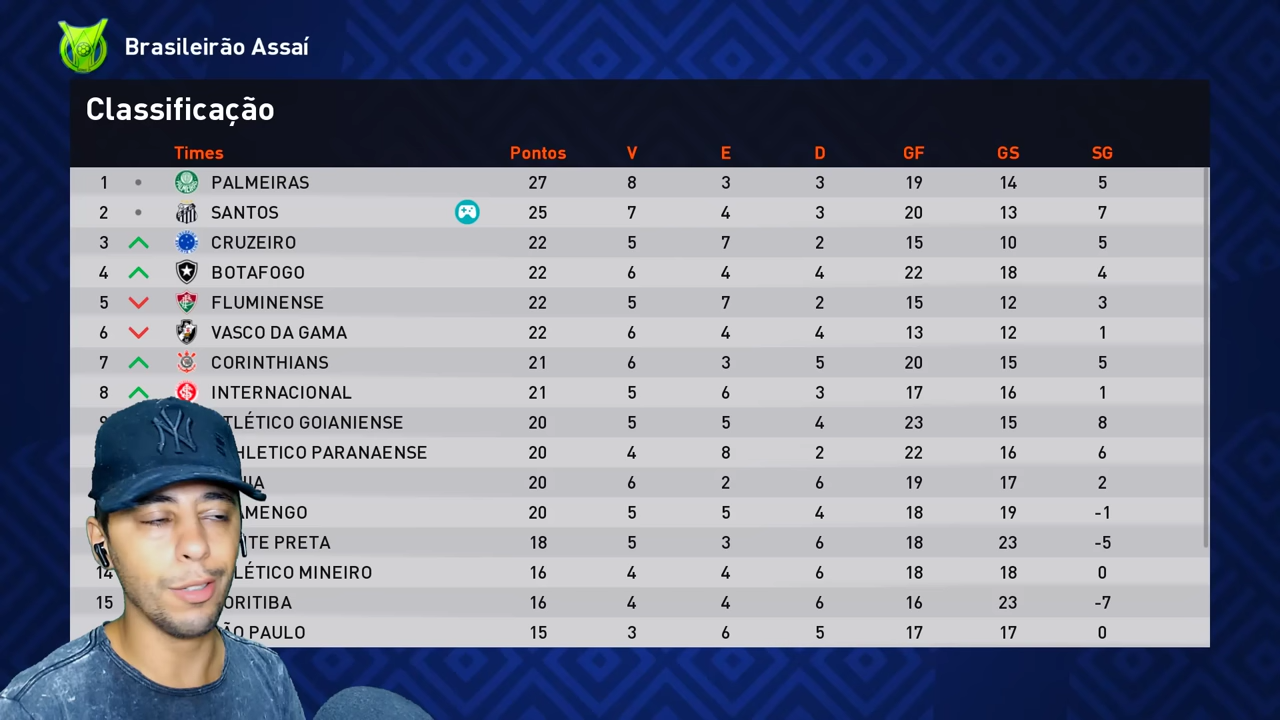 Brasileirão Assaí
Classificação
Times Pontos V E D GF GS SG
1 PALMEIRAS 27 8 3 3 19 14 5
2 SANTOS 25 7 4 3 20 13 7
3 CRUZEIRO 22 5 7 2 15 10 5
4 BOTAFOGO 22 6 4 4 22 18 4
5 FLUMINENSE 22 5 7 2 15 12 3
6 VASCO DA GAMA 22 6 4 4 13 12 1
7 CORINTHIANS 21 6 3 5 20 15 5
8 INTERNACIONAL 21 5 6 3 17 16 1
9 TLÉTICO GOIANIENSE 20 5 5 4 23 15 8
HLETICO PARANAENSE 20 4 8 2 22 16 6
IA 20 6 2 6 19 17 2
AMENGO 20 5 5 4 18 19 -1
TE PRETA 18 5 3 6 18 23 -5
14 LÉTICO MINEIRO 16 4 4 6 18 18 0
15 ORITIBA 16 4 4 6 16 23 -7
ÃO PAULO 15 3 6 5 17 17 0
NY